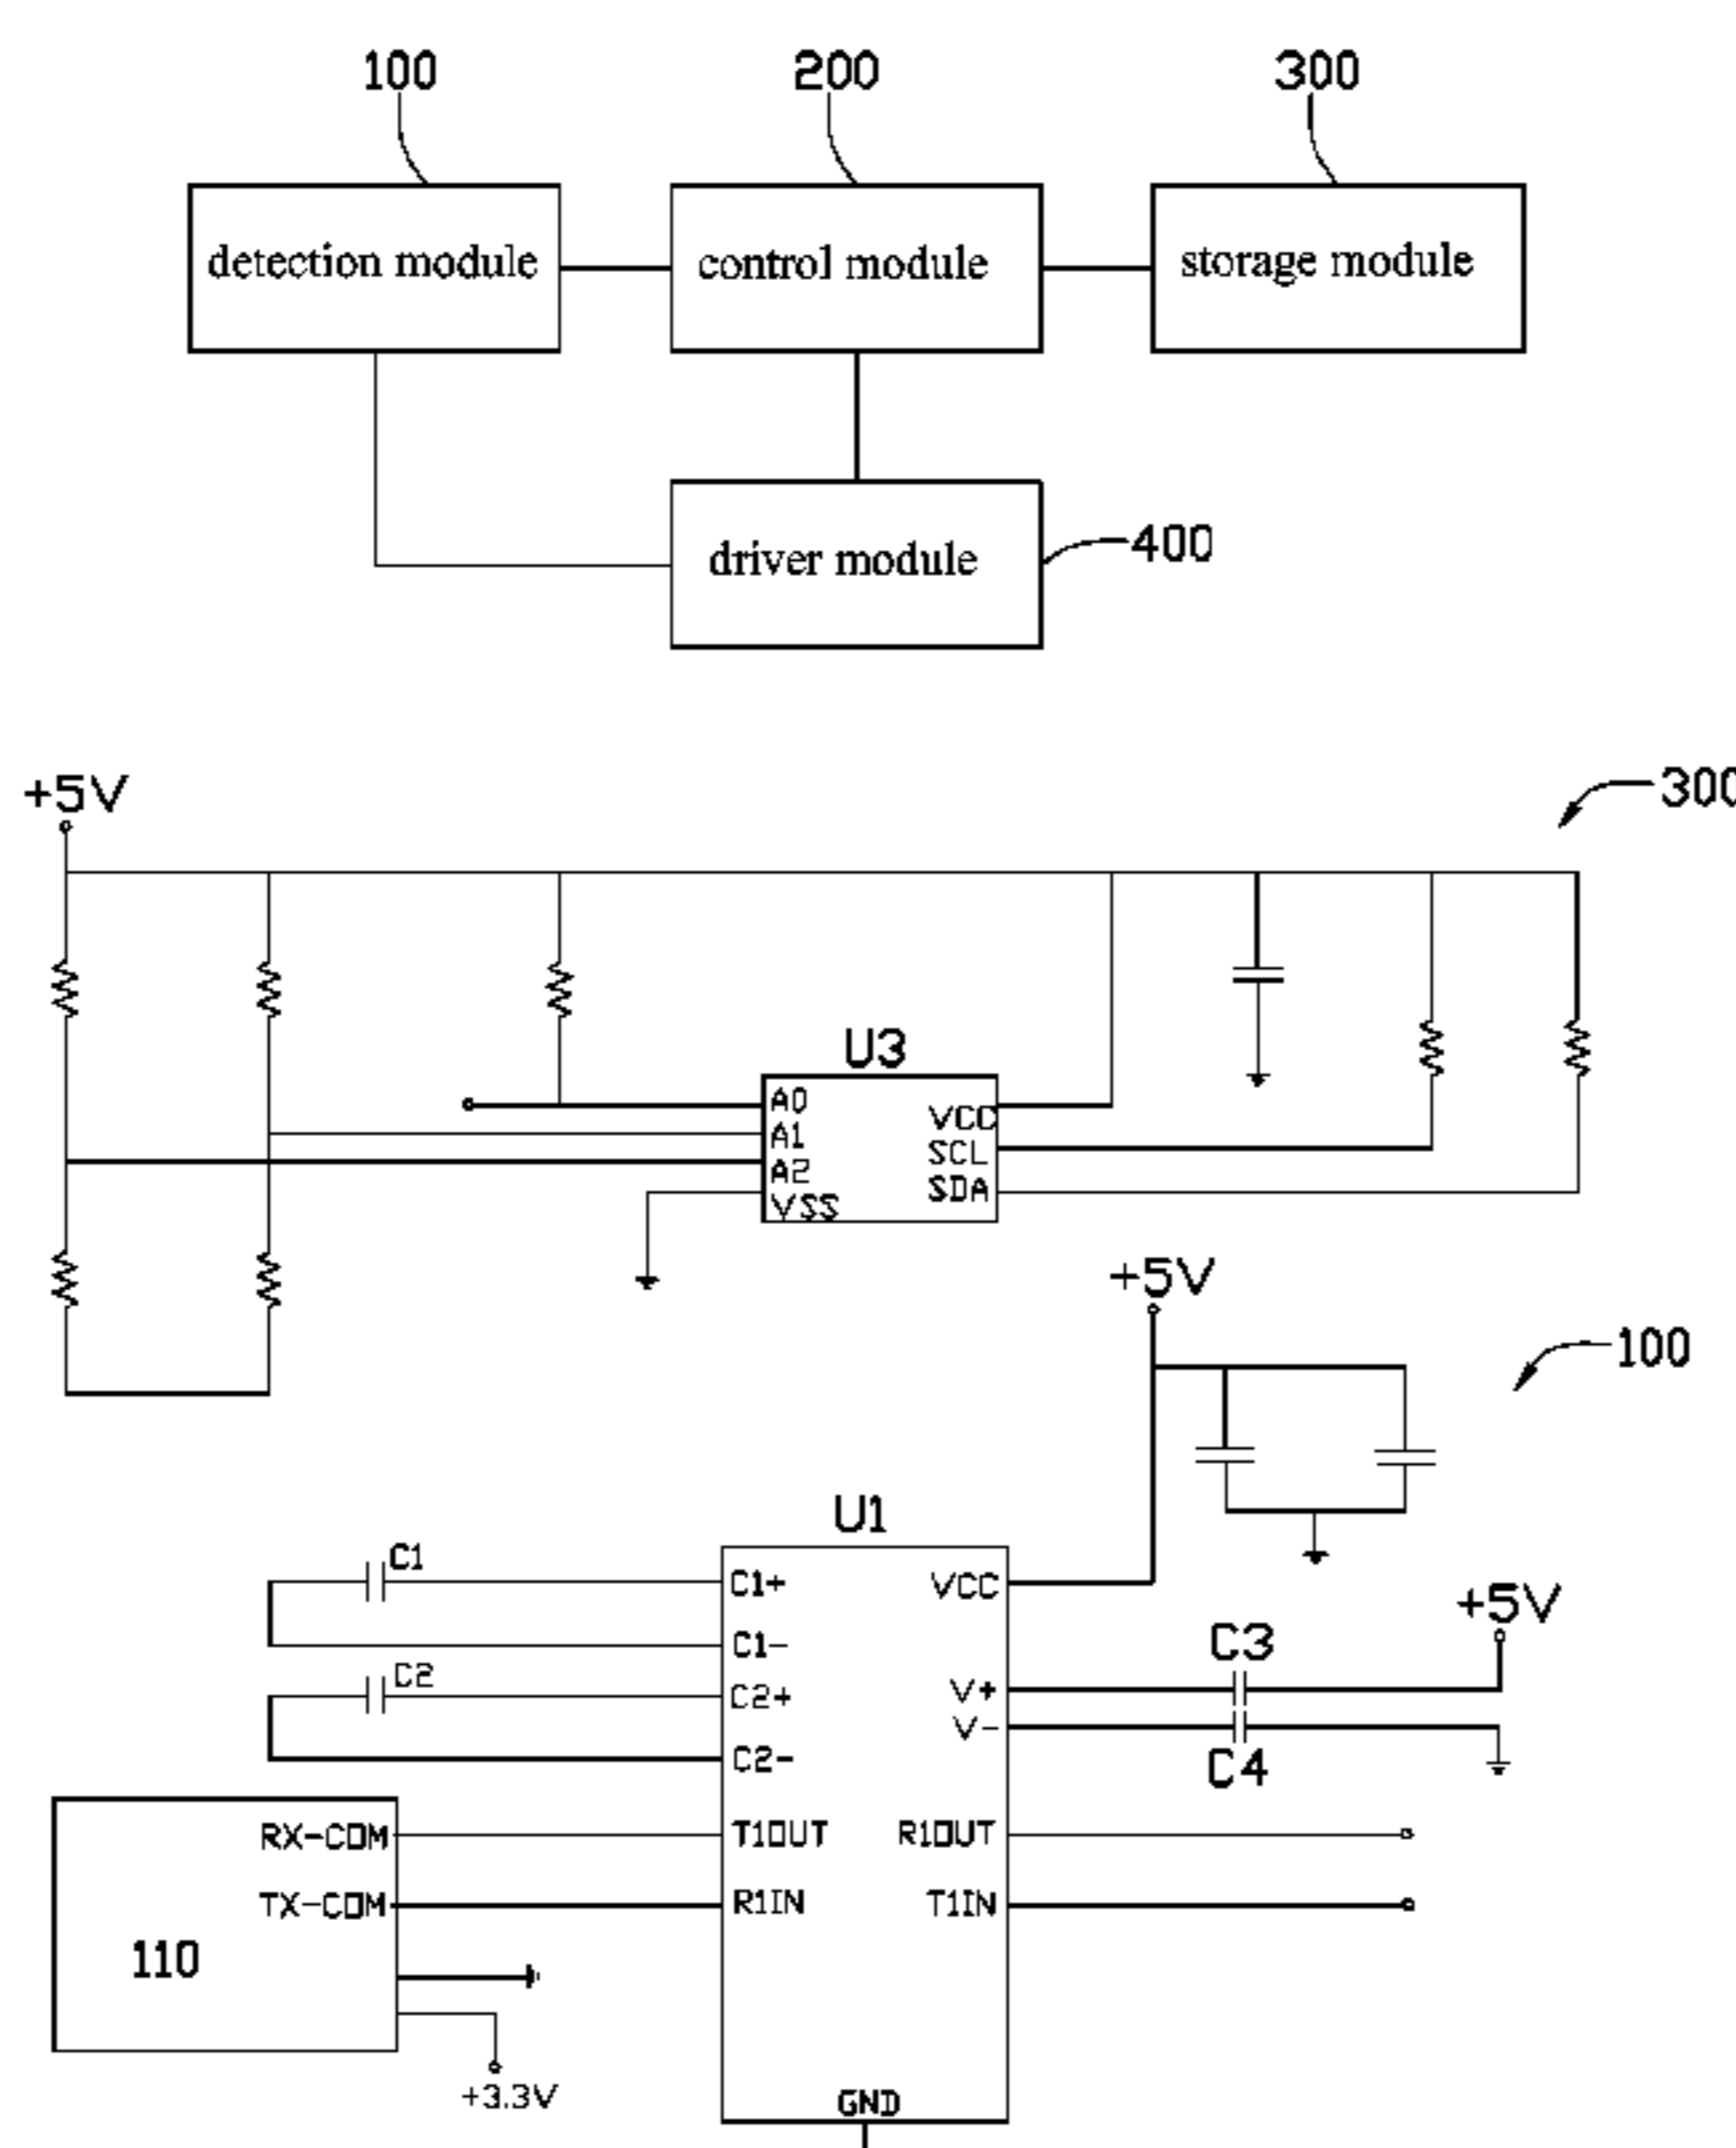 100 200 300
detection module control module storage module
driver module 400
+5V 300
U3
A0
A1
A2
VSS
VCC
SCL
SDA
+5V
100
U1
C1
C2
C1+
C1-
C2+
C2-
T1OUT
R1IN
VCC
V+
V-
R1OUT
T1IN
GND
C3
C4
+5V
RX-COM
TX-COM
110
+3.3V